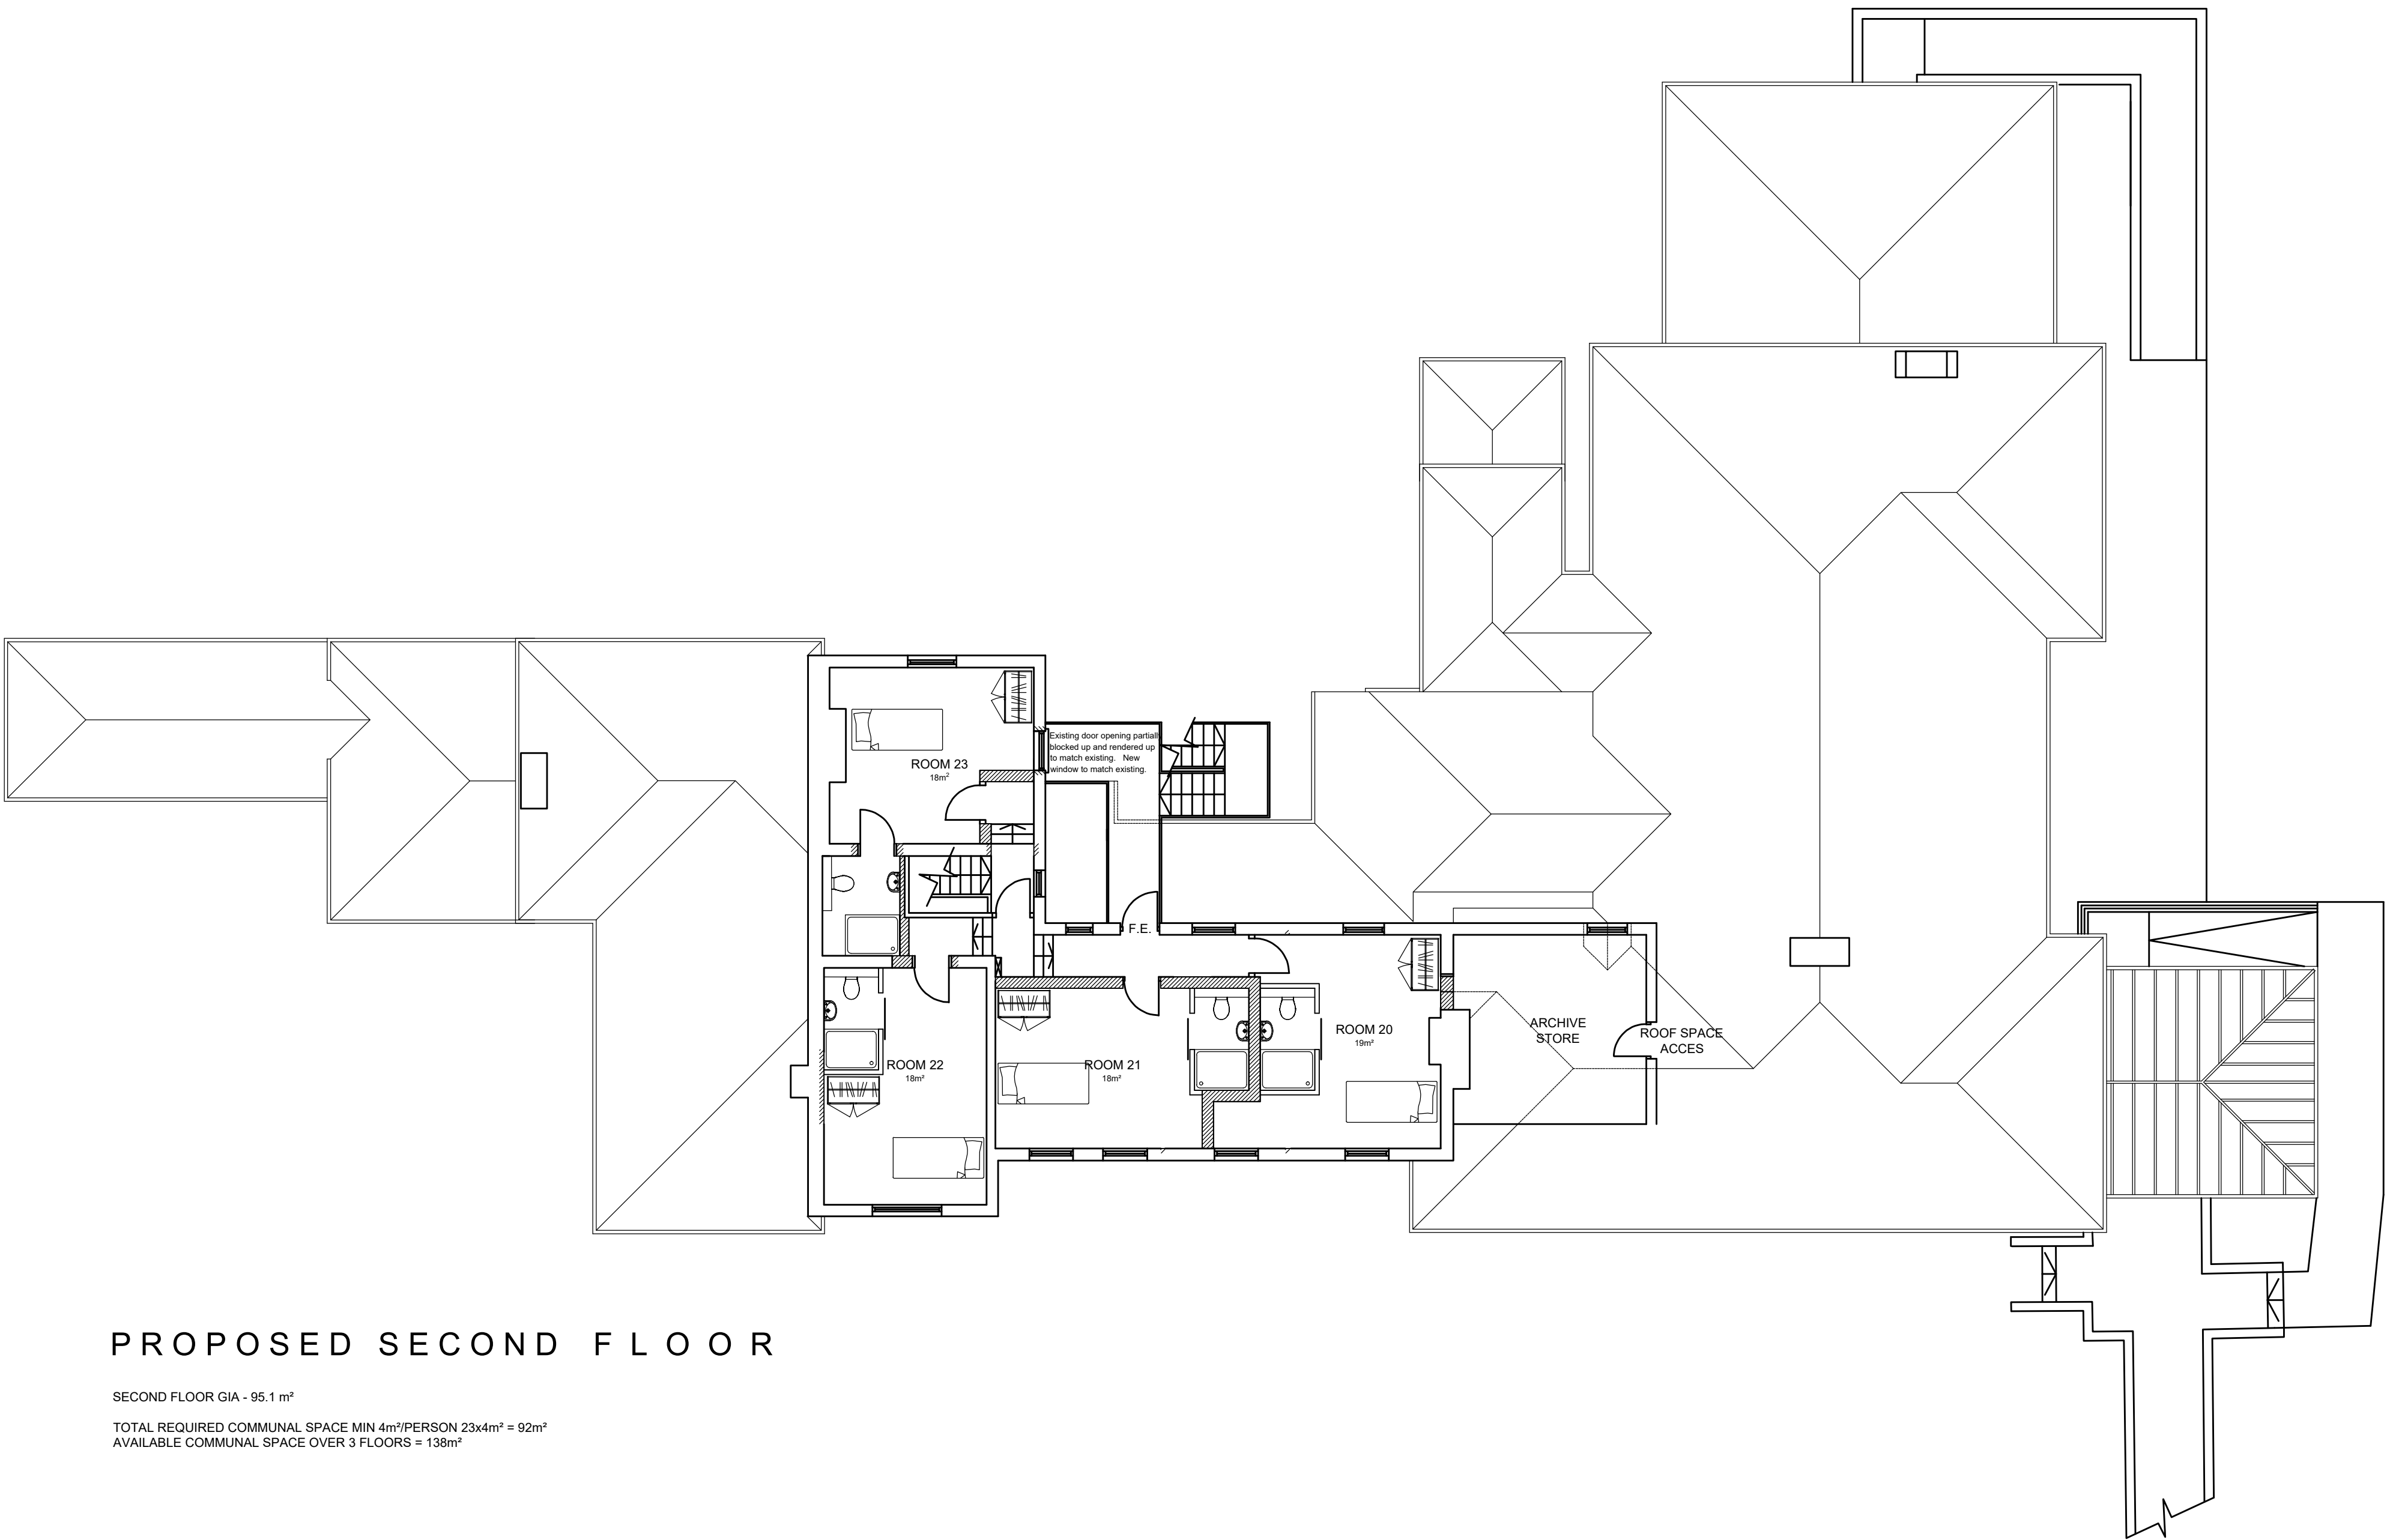 Existing door opening partially
blocked up and rendered up
to match existing. New
window to match existing.
ROOM 23
18m²
F.E.
ROOM 22
18m²
ROOM 21
18m²
ROOM 20
19m²
ARCHIVE
STORE
ROOF SPACE
ACCES
PROPOSED SECOND FLOOR
SECOND FLOOR GIA - 95.1 m²
TOTAL REQUIRED COMMUNAL SPACE MIN 4m²/PERSON 23x4m² = 92m²
AVAILABLE COMMUNAL SPACE OVER 3 FLOORS = 138m²